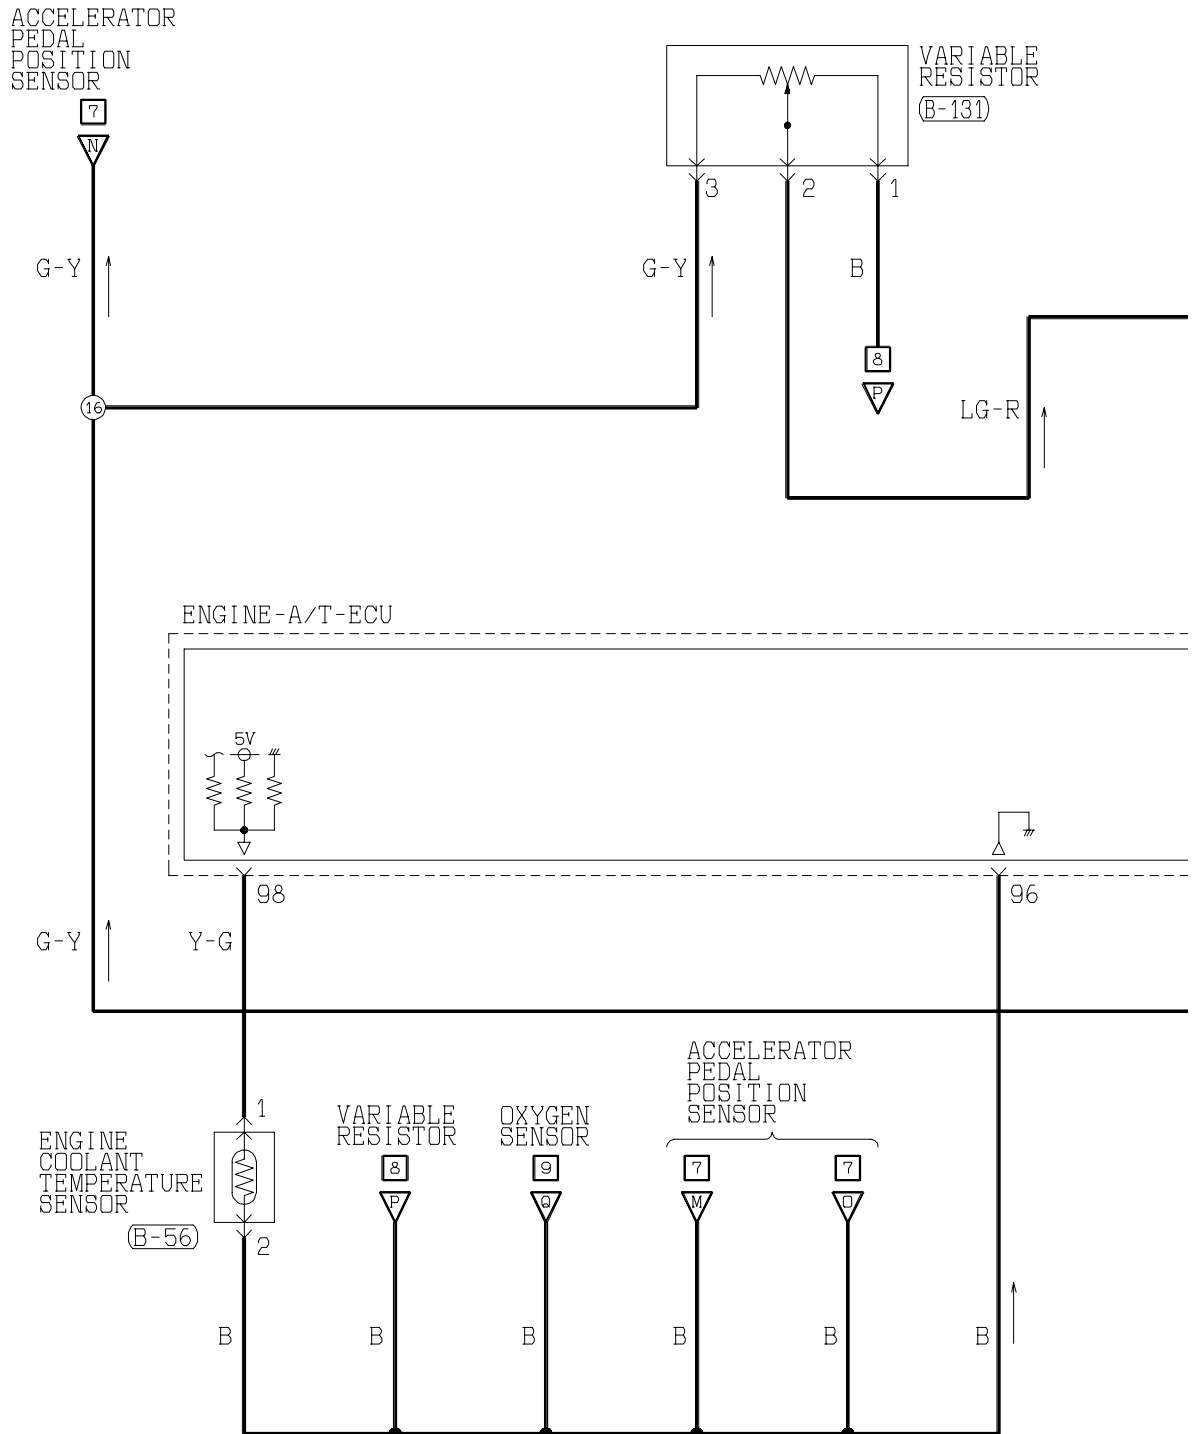 ACCELERATOR
PEDAL
POSITION
SENSOR
7
N
VARIABLE
RESISTOR
B-131
3
2
1
G-Y
G-Y
B
8
P
16
LG-R
ENGINE-A/T-ECU
5V
98
96
G-Y
Y-G
ACCELERATOR
PEDAL
POSITION
SENSOR
1
VARIABLE
RESISTOR
OXYGEN
SENSOR
ENGINE
COOLANT
TEMPERATURE
SENSOR
B-56
8
9
7
7
P
Q
M
O
2
B
B
B
B
B
B